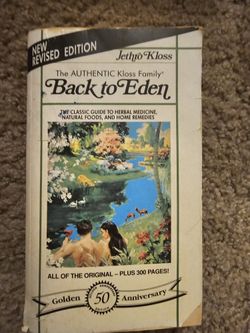 NEW
REVISED EDITION
Jethro Kloss
The AUTHENTIC Kloss Family®
Back to Eden
THE CLASSIC GUIDE TO HERBAL MEDICINE,
NATURAL FOODS, AND HOME REMEDIES
ALL OF THE ORIGINAL – PLUS 300 PAGES!
Golden 50 Anniversary